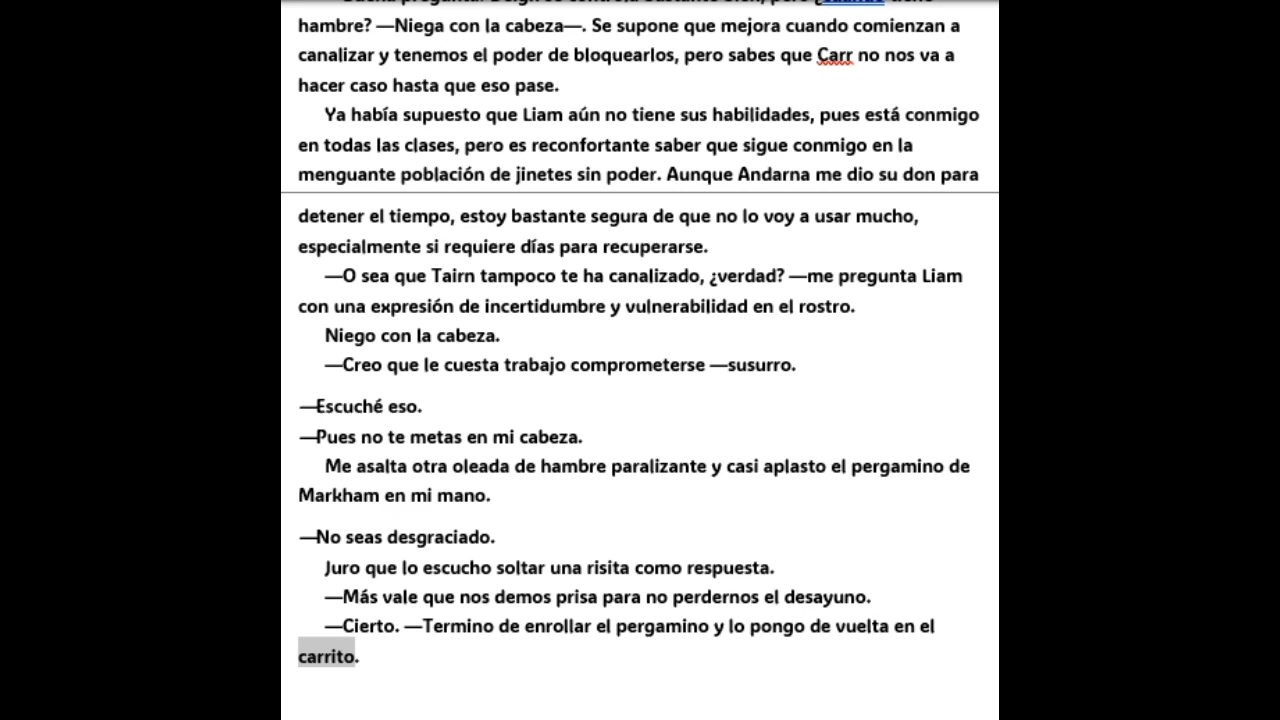 hambre? —Niega con la cabeza—. Se supone que mejora cuando comienzan a
canalizar y tenemos el poder de bloquearlos, pero sabes que Carr no nos va a
hacer caso hasta que eso pase.
Ya había supuesto que Liam aún no tiene sus habilidades, pues está conmigo
en todas las clases, pero es reconfortante saber que sigue conmigo en la
menguante población de jinetes sin poder. Aunque Andarna me dio su don para
detener el tiempo, estoy bastante segura de que no lo voy a usar mucho,
especialmente si requiere días para recuperarse.
—O sea que Tairn tampoco te ha canalizado, ¿verdad? —me pregunta Liam
con una expresión de incertidumbre y vulnerabilidad en el rostro.
Niego con la cabeza.
—Creo que le cuesta trabajo comprometerse —susurro.
—Escuché eso.
—Pues no te metas en mi cabeza.
Me asalta otra oleada de hambre paralizante y casi aplasto el pergamino de
Markham en mi mano.
—No seas desgraciado.
Juro que lo escucho soltar una risita como respuesta.
—Más vale que nos demos prisa para no perdernos el desayuno.
—Cierto. —Termino de enrollar el pergamino y lo pongo de vuelta en el
carrito.